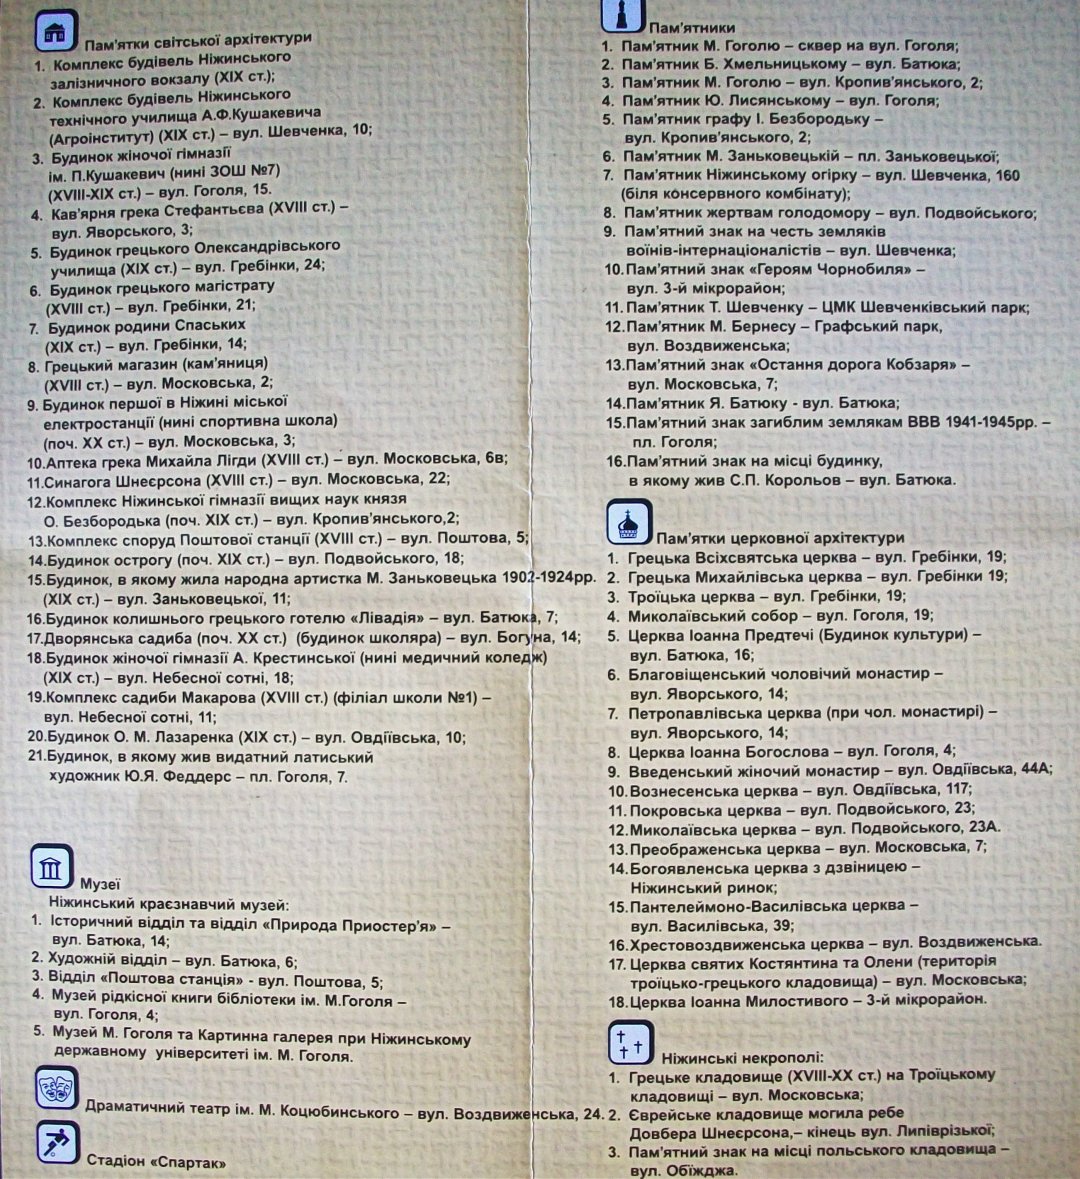 Пам'ятки світської архітектури
1. Комплекс будівель Ніжинського
залізничного вокзалу (XIX ст.);
2. Комплекс будівель Ніжинського
технічного училища А.Ф.Кушакевича
(Агроінститут) (XIX ст.) – вул. Шевченка, 10;
3. Будинок жіночої гімназії
ім. П.Кушакевич (нині ЗОШ №7)
(XVIII-XIX ст.) – вул. Гоголя, 15.
4. Кав'ярня грека Стефантьєва (XVIII ст.) –
вул. Яворського, 3;
5. Будинок грецького Олександрівського
училища (XIX ст.) – вул. Гребінки, 24;
6. Будинок грецького магістрату
(XVIII ст.) – вул. Гребінки, 21;
7. Будинок родини Спаських
(XIX ст.) – вул. Гребінки, 14;
8. Грецький магазин (кам'яниця)
(XVIII ст.) – вул. Московська, 2;
9. Будинок першої в Ніжині міської
електростанції (нині спортивна школа)
(поч. XX ст.) – вул. Московська, 3;
10.Аптека грека Михайла Лігди (XVIII ст.) – вул. Московська, 6в;
11.Синагога Шнеєрсона (XVIII ст.) – вул. Московська, 22;
12.Комплекс Ніжинської гімназії вищих наук князя
О. Безбородька (поч. XIX ст.) – вул. Кропив'янського,2;
13.Комплекс споруд Поштової станції (XVIII ст.) – вул. Поштова, 5;
14.Будинок острогу (поч. XIX ст.) – вул. Подвойського, 18;
15.Будинок, в якому жила народна артистка М. Заньковецька 1902-1924рр.
(XIX ст.) – вул. Заньковецької, 11;
16.Будинок колишнього грецького готелю «Лівадія» – вул. Батюка, 7;
17.Дворянська садиба (поч. XX ст.) (будинок школяра) – вул. Богуна, 14;
18.Будинок жіночої гімназії А. Крестинської (нині медичний коледж)
(XIX ст.) – вул. Небесної сотні, 18;
19.Комплекс садиби Макарова (XVIII ст.) (філіал школи №1) –
вул. Небесної сотні, 11;
20.Будинок О. М. Лазаренка (XIX ст.) – вул. Овдіївська, 10;
21.Будинок, в якому жив видатний латиський
художник Ю.Я. Феддерс – пл. Гоголя, 7.
Музеї
Ніжинський краєзнавчий музей:
1. Історичний відділ та відділ «Природа Приостер'я» –
вул. Батюка, 14;
2. Художній відділ – вул. Батюка, 6;
3. Відділ «Поштова станція» - вул. Поштова, 5;
4. Музей рідкісної книги бібліотеки ім. М.Гоголя –
вул. Гоголя, 4;
5. Музей М. Гоголя та Картинна галерея при Ніжинському
державному університеті ім. М. Гоголя.
Драматичний театр ім. М. Коцюбинського – вул. Воздвиженська, 24.
Стадіон «Спартак»
Пам'ятники
1. Пам'ятник М. Гоголю – сквер на вул. Гоголя;
2. Пам'ятник Б. Хмельницькому – вул. Батюка;
3. Пам'ятник М. Гоголю – вул. Кропив'янського, 2;
4. Пам'ятник Ю. Лисянському – вул. Гоголя;
5. Пам'ятник графу І. Безбородьку –
вул. Кропив'янського, 2;
6. Пам'ятник М. Заньковецькій – пл. Заньковецької;
7. Пам'ятник Ніжинському огірку – вул. Шевченка, 160
(біля консервного комбінату);
8. Пам'ятник жертвам голодомору – вул. Подвойського;
9. Пам'ятний знак на честь земляків
воїнів-інтернаціоналістів – вул. Шевченка;
10.Пам'ятний знак «Героям Чорнобиля» –
вул. 3-й мікрорайон;
11.Пам'ятник Т. Шевченку – ЦМК Шевченківський парк;
12.Пам'ятник М. Бернесу – Графський парк,
вул. Воздвиженська;
13.Пам'ятний знак «Остання дорога Кобзаря» –
вул. Московська, 7;
14.Пам'ятник Я. Батюку - вул. Батюка;
15.Пам'ятний знак загиблим землякам ВВВ 1941-1945рр. –
пл. Гоголя;
16.Пам'ятний знак на місці будинку,
в якому жив С.П. Корольов – вул. Батюка.
Пам'ятки церковної архітектури
1. Грецька Всіхсвятська церква – вул. Гребінки, 19;
2. Грецька Михайлівська церква – вул. Гребінки 19;
3. Троїцька церква – вул. Гребінки, 19;
4. Миколаївський собор – вул. Гоголя, 19;
5. Церква Іоанна Предтечі (Будинок культури) –
вул. Батюка, 16;
6. Благовіщенський чоловічий монастир –
вул. Яворського, 14;
7. Петропавлівська церква (при чол. монастирі) –
вул. Яворського, 14;
8. Церква Іоанна Богослова – вул. Гоголя, 4;
9. Введенський жіночий монастир – вул. Овдіївська, 44А;
10.Вознесенська церква – вул. Овдіївська, 117;
11.Покровська церква – вул. Подвойського, 23;
12.Миколаївська церква – вул. Подвойського, 23А.
13.Преображенська церква – вул. Московська, 7;
14.Богоявленська церква з дзвіницею –
Ніжинський ринок;
15.Пантелеймоно-Василівська церква –
вул. Василівська, 39;
16.Хрестовоздвиженська церква – вул. Воздвиженська.
17.Церква святих Костянтина та Олени (територія
троїцько-грецького кладовища) – вул. Московська;
18.Церква Іоанна Милостивого – 3-й мікрорайон.
Ніжинські некрополі:
1. Грецьке кладовище (XVIII-XX ст.) на Троїцькому
кладовищі – вул. Московська;
2. Єврейське кладовище могила ребе
Довбера Шнеєрсона,– кінець вул. Липіврізької;
3. Пам'ятний знак на місці польського кладовища –
вул. Обїжджа.